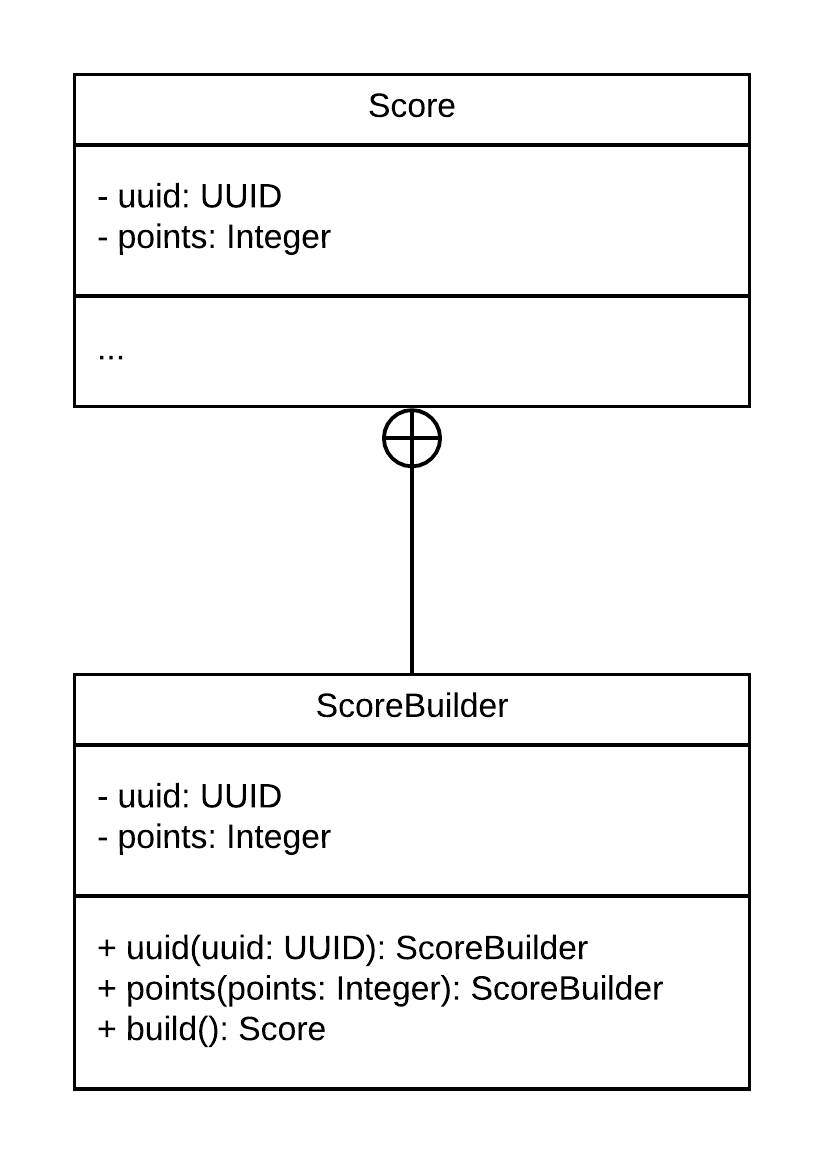 Score
- uuid: UUID
- points: Integer
...
ScoreBuilder
- uuid: UUID
- points: Integer
+ uuid(uuid: UUID): ScoreBuilder
+ points(points: Integer): ScoreBuilder
+ build(): Score